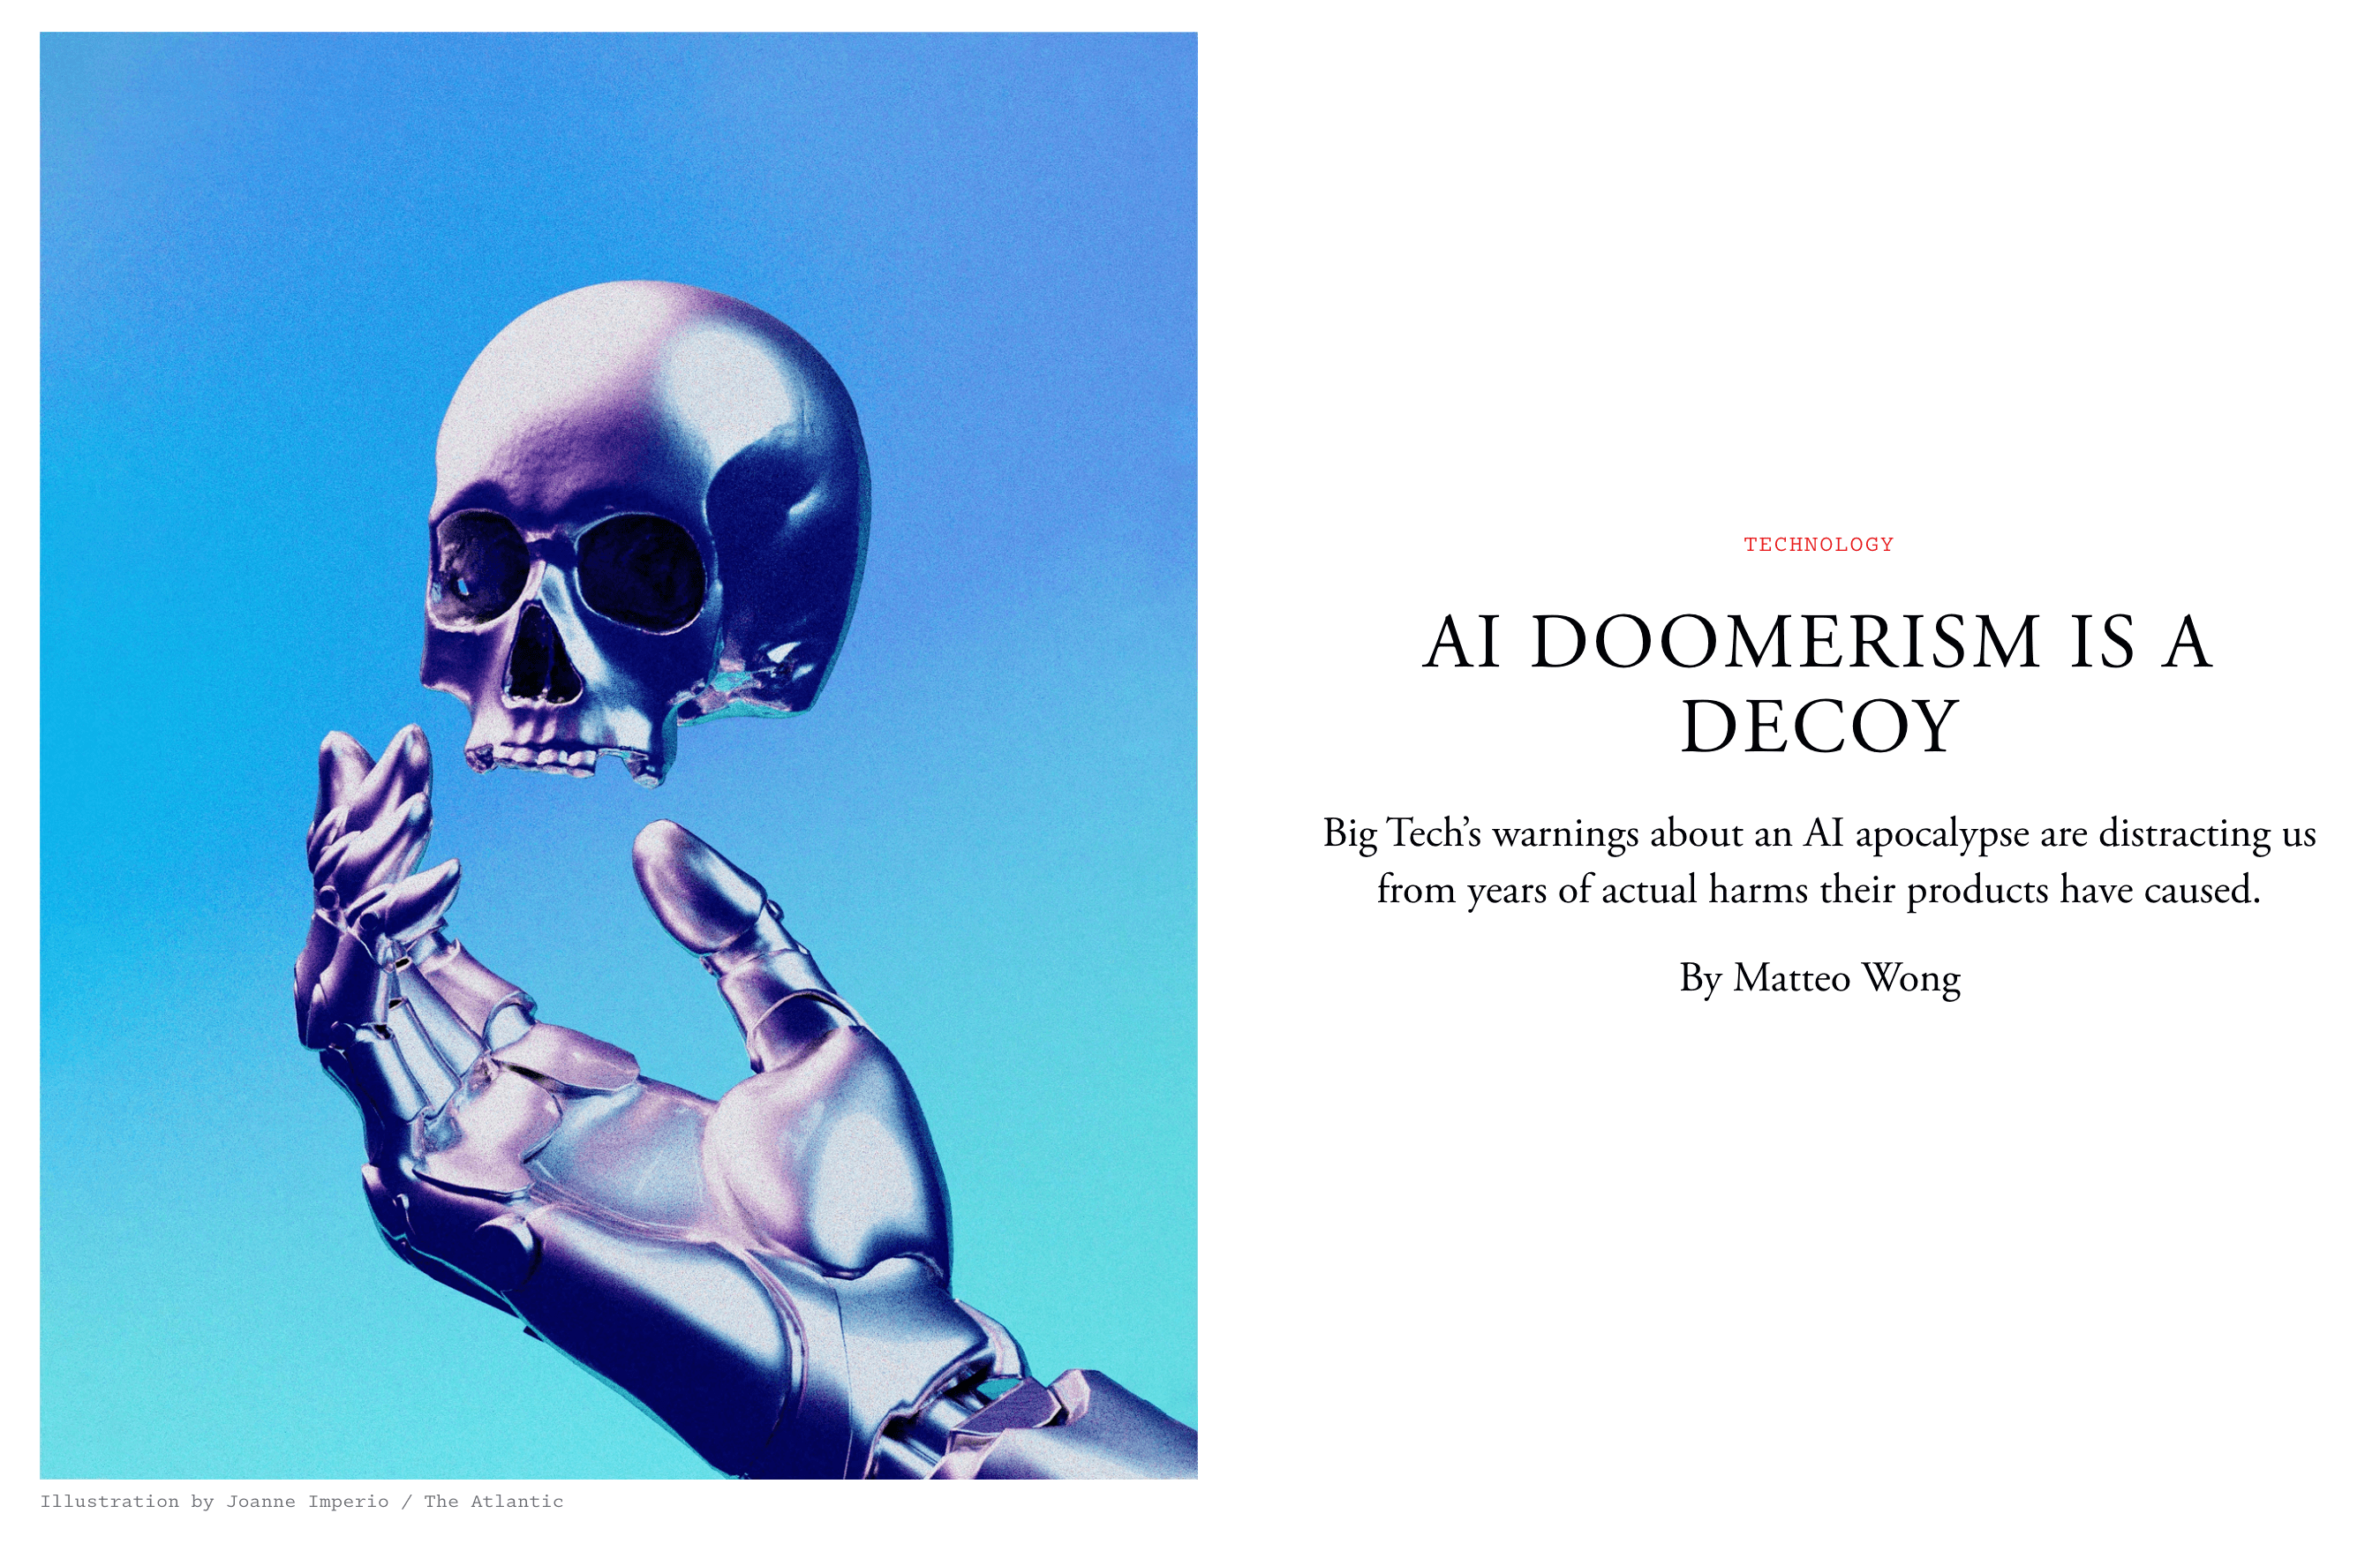 TECHNOLOGY
AI DOOMERISM IS A
DECOY
Big Tech’s warnings about an AI apocalypse are distracting us
from years of actual harms their products have caused.
By Matteo Wong
Illustration by Joanne Imperio / The Atlantic